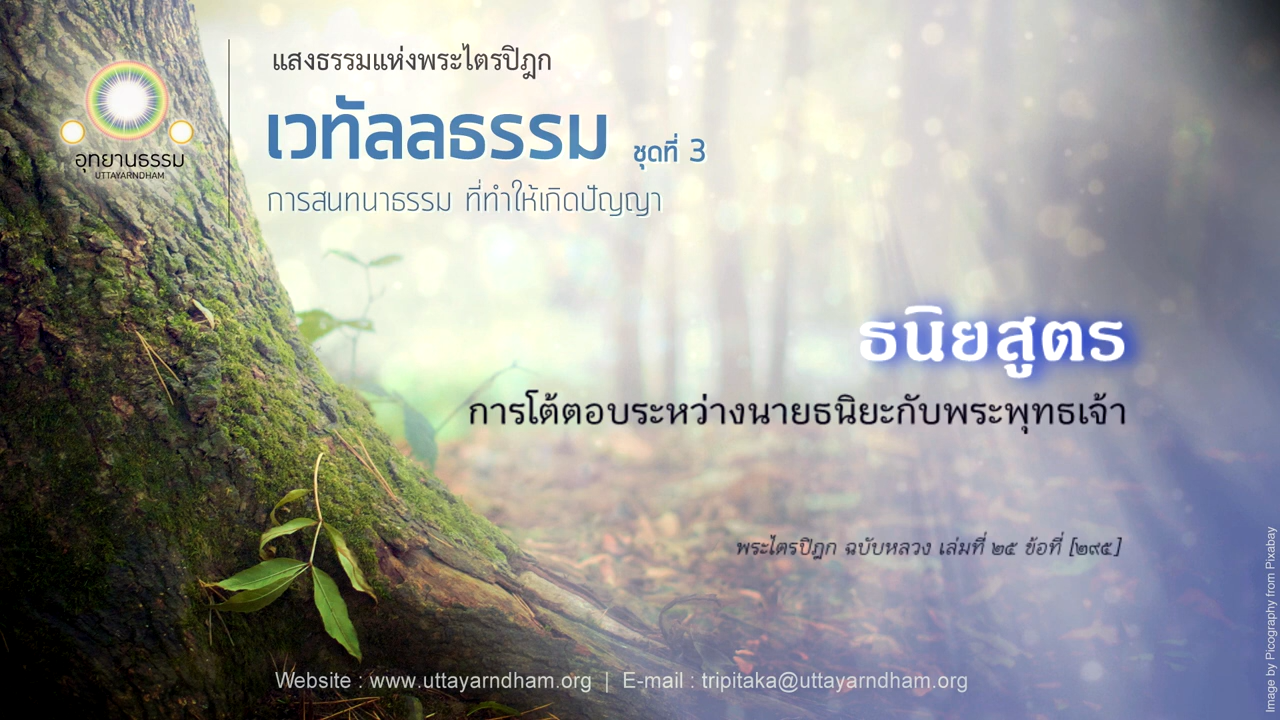 แสงธรรมแห่งพระไตรปิฎก
เวทัลลธรรม ชุดที่ 3
การสนทนาธรรม ที่ทำให้เกิดปัญญา
อุทยานธรรม
UTTAYARNDHAM
ธนิยสูตร
การโต้ตอบระหว่างนายธนิยะกับพระพุทธเจ้า
พระไตรปิฎก ฉบับหลวง เล่มที่ ๒๕ ข้อที่ [๒๙๕]
Website : www.uttayarndham.org | E-mail : tripitaka@uttayarndham.org
Image by Picography from Pixabay